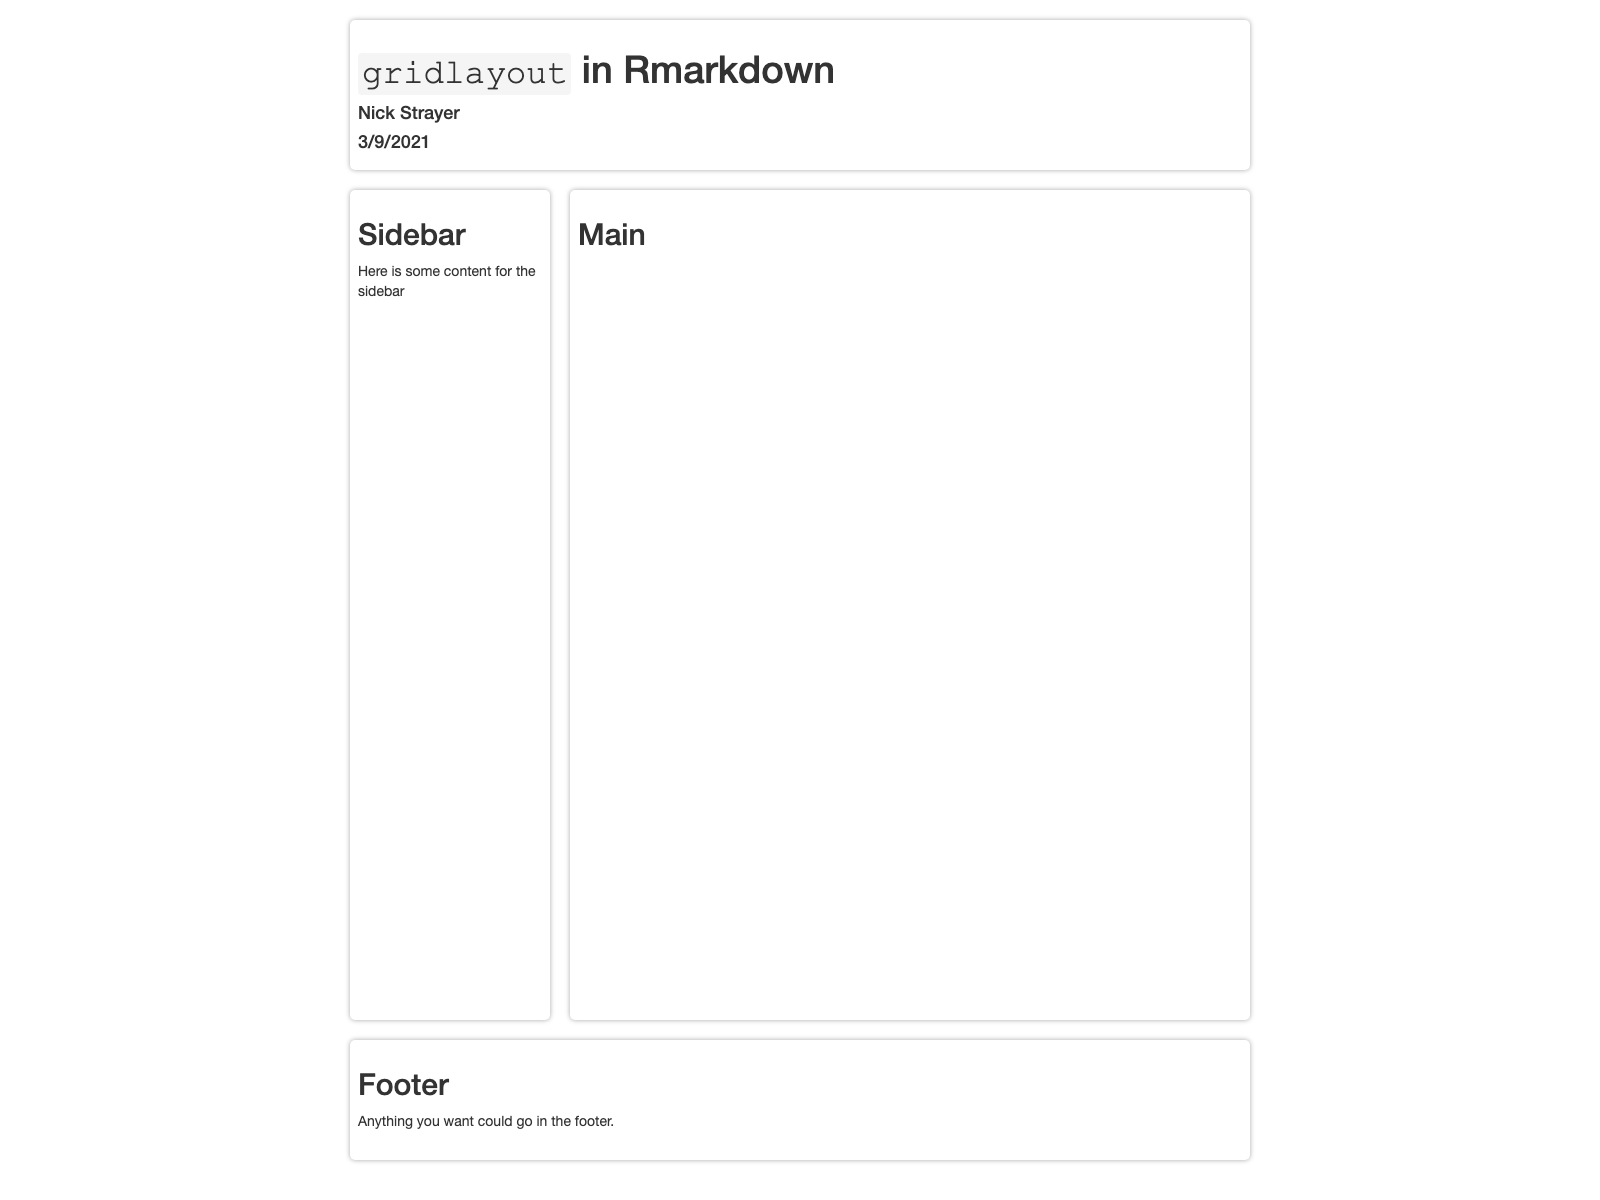 gridlayout in Rmarkdown
Nick Strayer
3/9/2021
Sidebar
Here is some content for the
sidebar
Main
Footer
Anything you want could go in the footer.